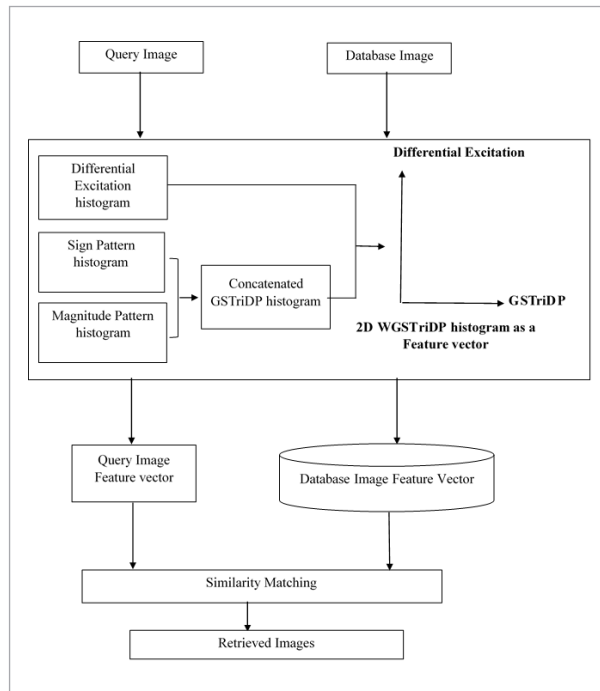 Query Image
Database Image
Differential
Excitation
histogram
Differential Excitation
Sign Pattern
histogram
Concatenated
GSTriDP histogram
Magnitude Pattern
histogram
GSTriDP
2D WGSTriDP histogram as a
Feature vector
Query Image
Feature vector
Database Image Feature Vector
Similarity Matching
Retrieved Images